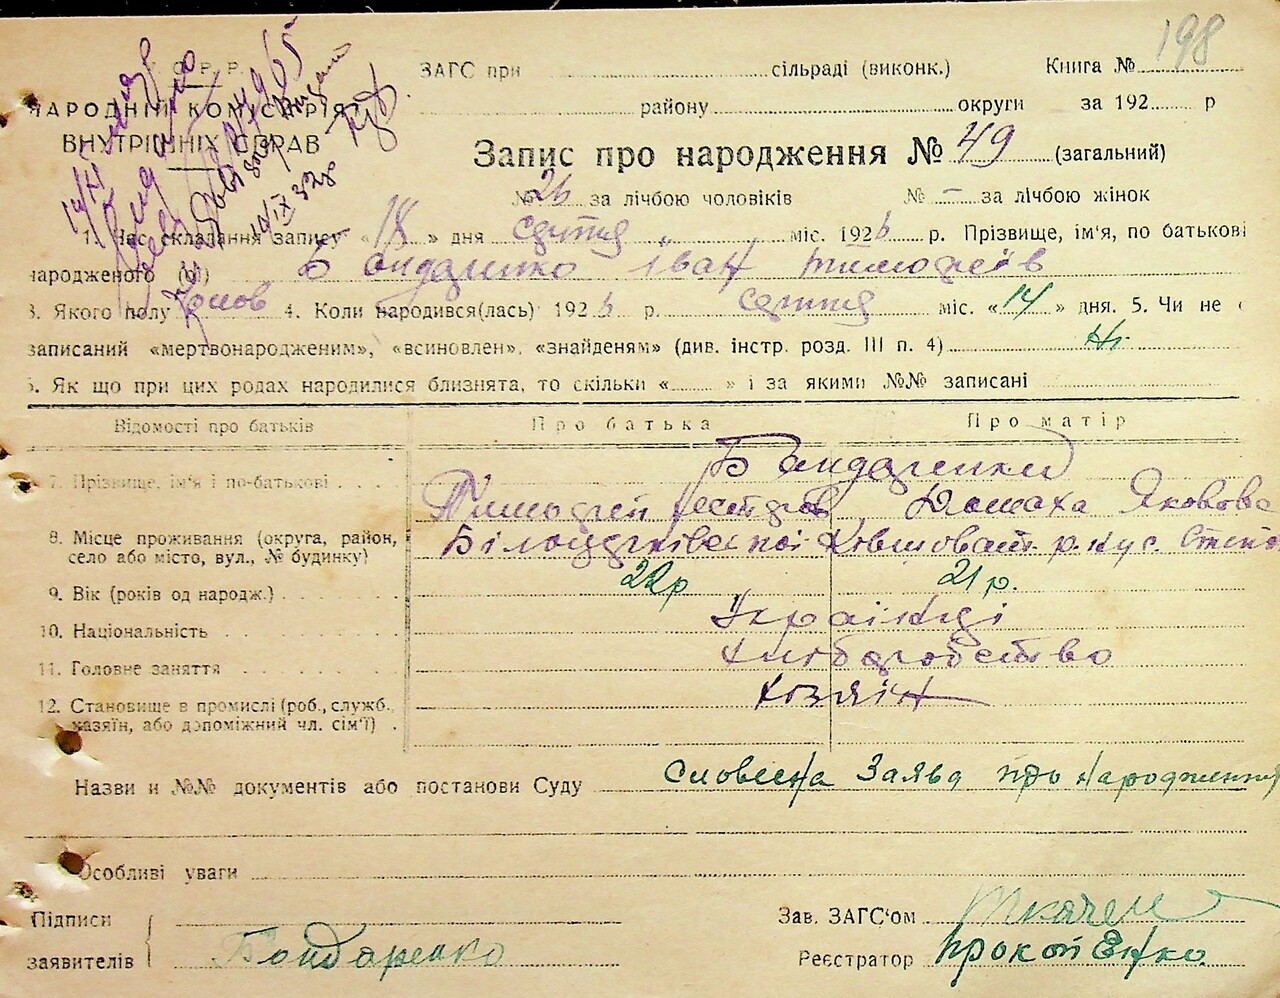 198
У. С. Р. Р.
ЗАГС при сільраді (виконк.) Книга №
НАРОДНІЙ КОМІСАРІЯТ
району округи за 192 р
ВНУТРІШНІХ СПРАВ
Запис про народження № 49 (загальний)
№ 26 за лічбою чоловіків № – за лічбою жінок
1. Час складання запису «18» дня серпня міс. 1926 р. Прізвище, ім'я, по батькові
народженого (ої) Бондаренко Іван Тимофеїв
3. Якого полу 4. Коли народився(лась) 1926 р. серпня міс. «14» дня. 5. Чи не є
записаний «мертвонародженим», «всиновлен», «знайденям» (див. інстр. розд. III п. 4) Ні
6. Як що при цих родах народилися близнята, то скільки « » і за якими №№ записані
Відомості про батьків Про батька Про матір
7. Прізвище, ім'я і по-батькові Бондаренки
Тимофей Несторов Домаха Яковова
8. Місце проживання (округа, район, село або місто, вул., № будинку) Білоцерківської
9. Вік (років од народж.) 22р 21р.
10. Національність Українці
11. Головне заняття хліборобство
12. Становище в промислі (роб., служб., хазяїн, або допоміжний чл. сім'ї) хозяїн
Назви и №№ документів або постанови Суду Словесна Заява про народження
Особливі уваги
Підписи заявителів Бондаренко
Зав. ЗАГС'ом Ткачен
Реєстратор Прокопенко